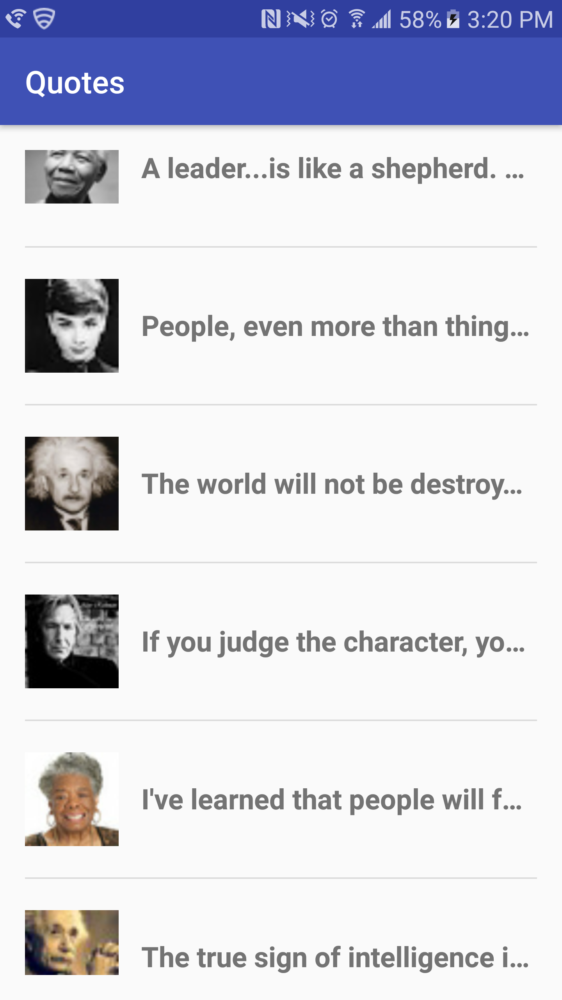 58% 3:20 PM
Quotes
A leader...is like a shepherd. …
People, even more than thing…
The world will not be destroy…
If you judge the character, yo…
I've learned that people will f…
The true sign of intelligence i…